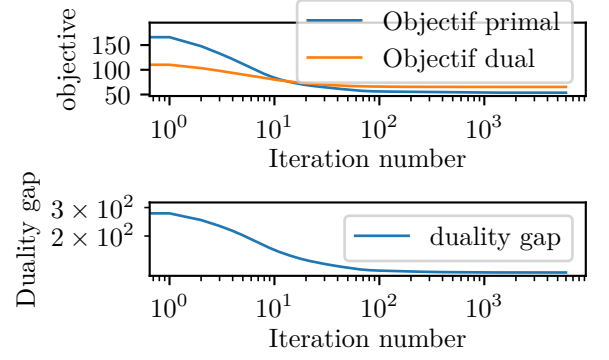 Objectif primal
Objectif dual
objective
150
100
50
10^0 10^1 10^2 10^3
Iteration number
Duality gap
3 × 10^2
2 × 10^2
duality gap
10^0 10^1 10^2 10^3
Iteration number